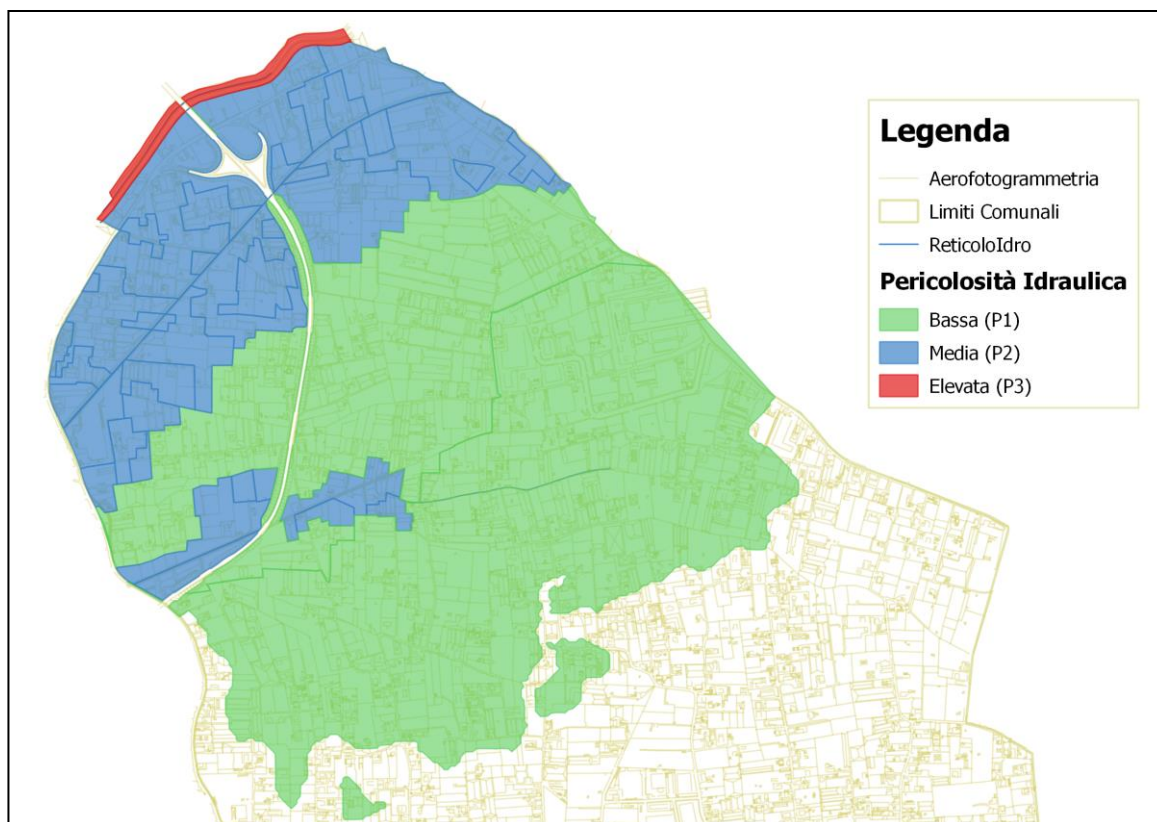 Legenda
Aerofotogrammetria
Limiti Comunali
ReticoloIdro
Pericolosità Idraulica
Bassa (P1)
Media (P2)
Elevata (P3)